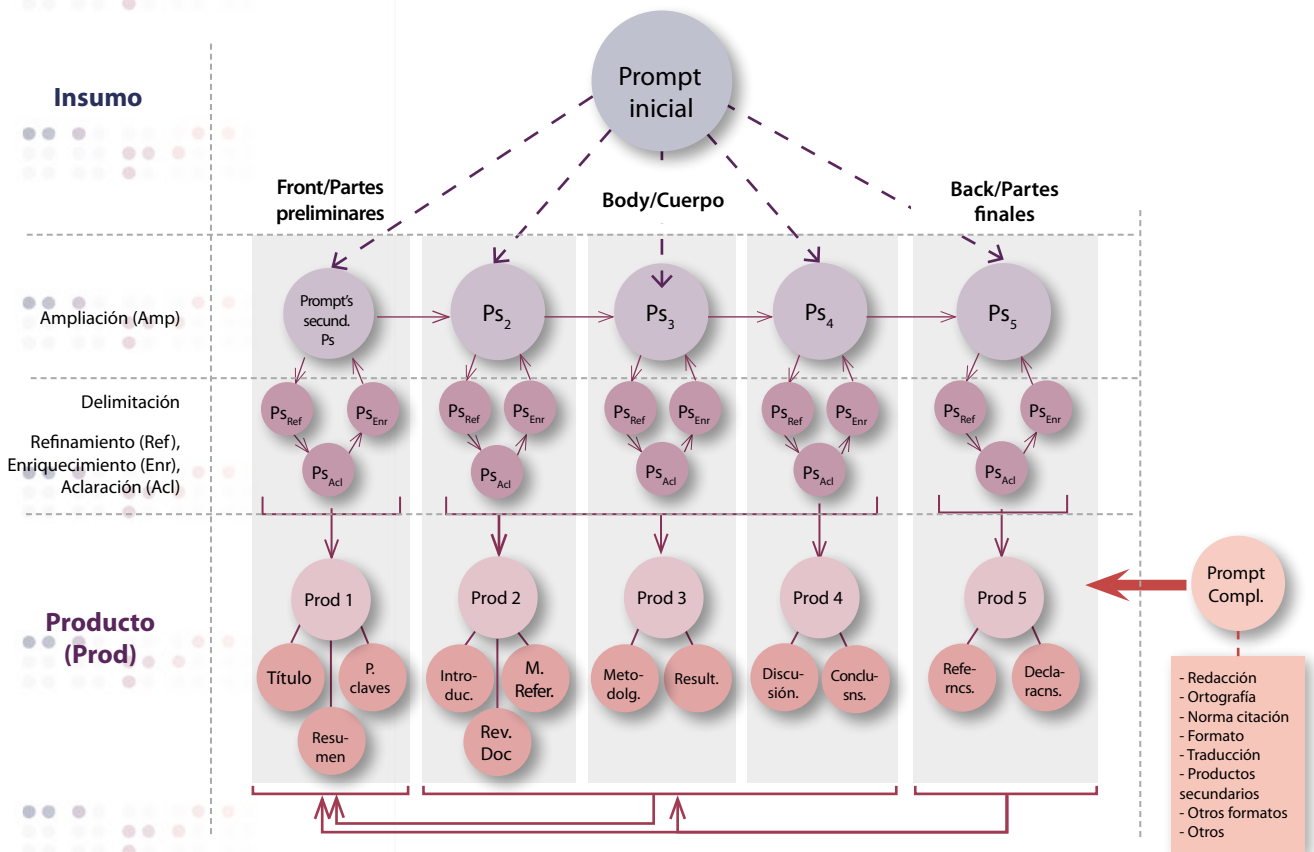 Prompt
inicial
Insumo
Front/Partes
preliminares
Body/Cuerpo
Back/Partes
finales
Ampliación (Amp)
Prompt's
secund.
Ps
Ps2
Ps3
Ps4
Ps5
Delimitación
Refinamiento (Ref),
Enriquecimiento (Enr),
Aclaración (Acl)
PsRef
PsEnr
PsAcl
PsRef
PsEnr
PsAcl
PsRef
PsEnr
PsAcl
PsRef
PsEnr
PsAcl
PsRef
PsEnr
PsAcl
Producto
(Prod)
Prod 1
Título
Resu-
men
P.
claves
Prod 2
Intro-
duc.
Rev.
Doc
M.
Refer.
Prod 3
Meto-
dolg.
Result.
Prod 4
Discu-
sión.
Conclu-
sns.
Prod 5
Refe-
rncs.
Decla-
racns.
Prompt
Compl.
- Redacción
- Ortografía
- Norma citación
- Formato
- Traducción
- Productos
secundarios
- Otros formatos
- Otros